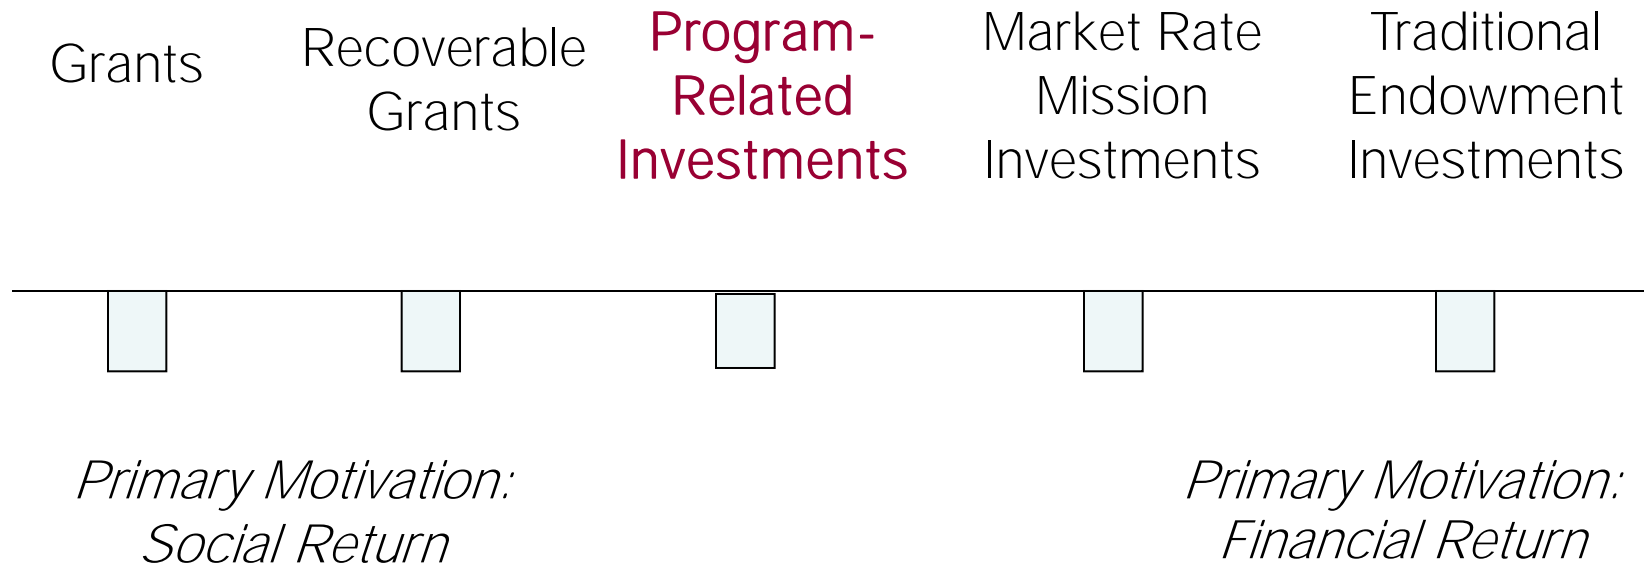 Grants
Recoverable
Grants
Program-
Related
Investments
Market Rate
Mission
Investments
Traditional
Endowment
Investments
Primary Motivation:
Social Return
Primary Motivation:
Financial Return